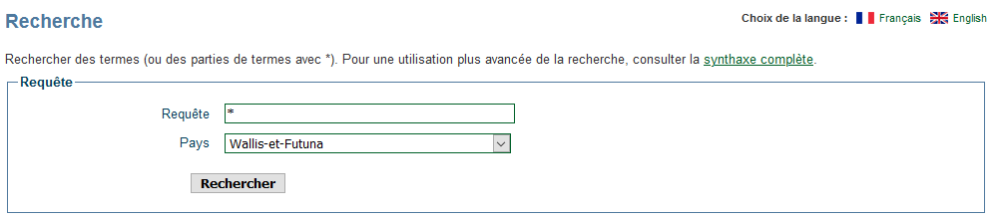 Recherche
Choix de la langue : Français English
Rechercher des termes (ou des parties de termes avec *). Pour une utilisation plus avancée de la recherche, consulter la synthaxe complète.
Requête
Requête *
Pays Wallis-et-Futuna
Rechercher